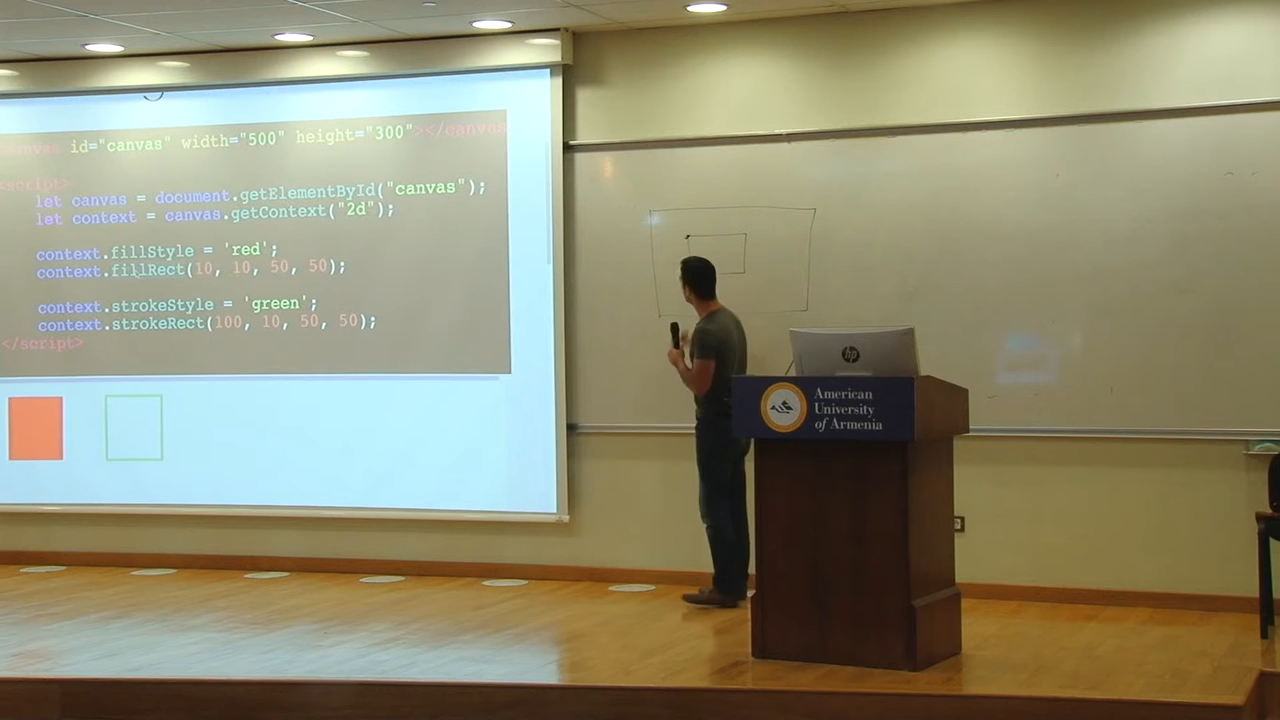 canvas id="canvas" width="500" height="300"></canvas
<script>
let canvas = document.getElementById("canvas");
let context = canvas.getContext("2d");
context.fillStyle = 'red';
context.fillRect(10, 10, 50, 50);
context.strokeStyle = 'green';
context.strokeRect(100, 10, 50, 50);
</script>
hp
American
University
of Armenia